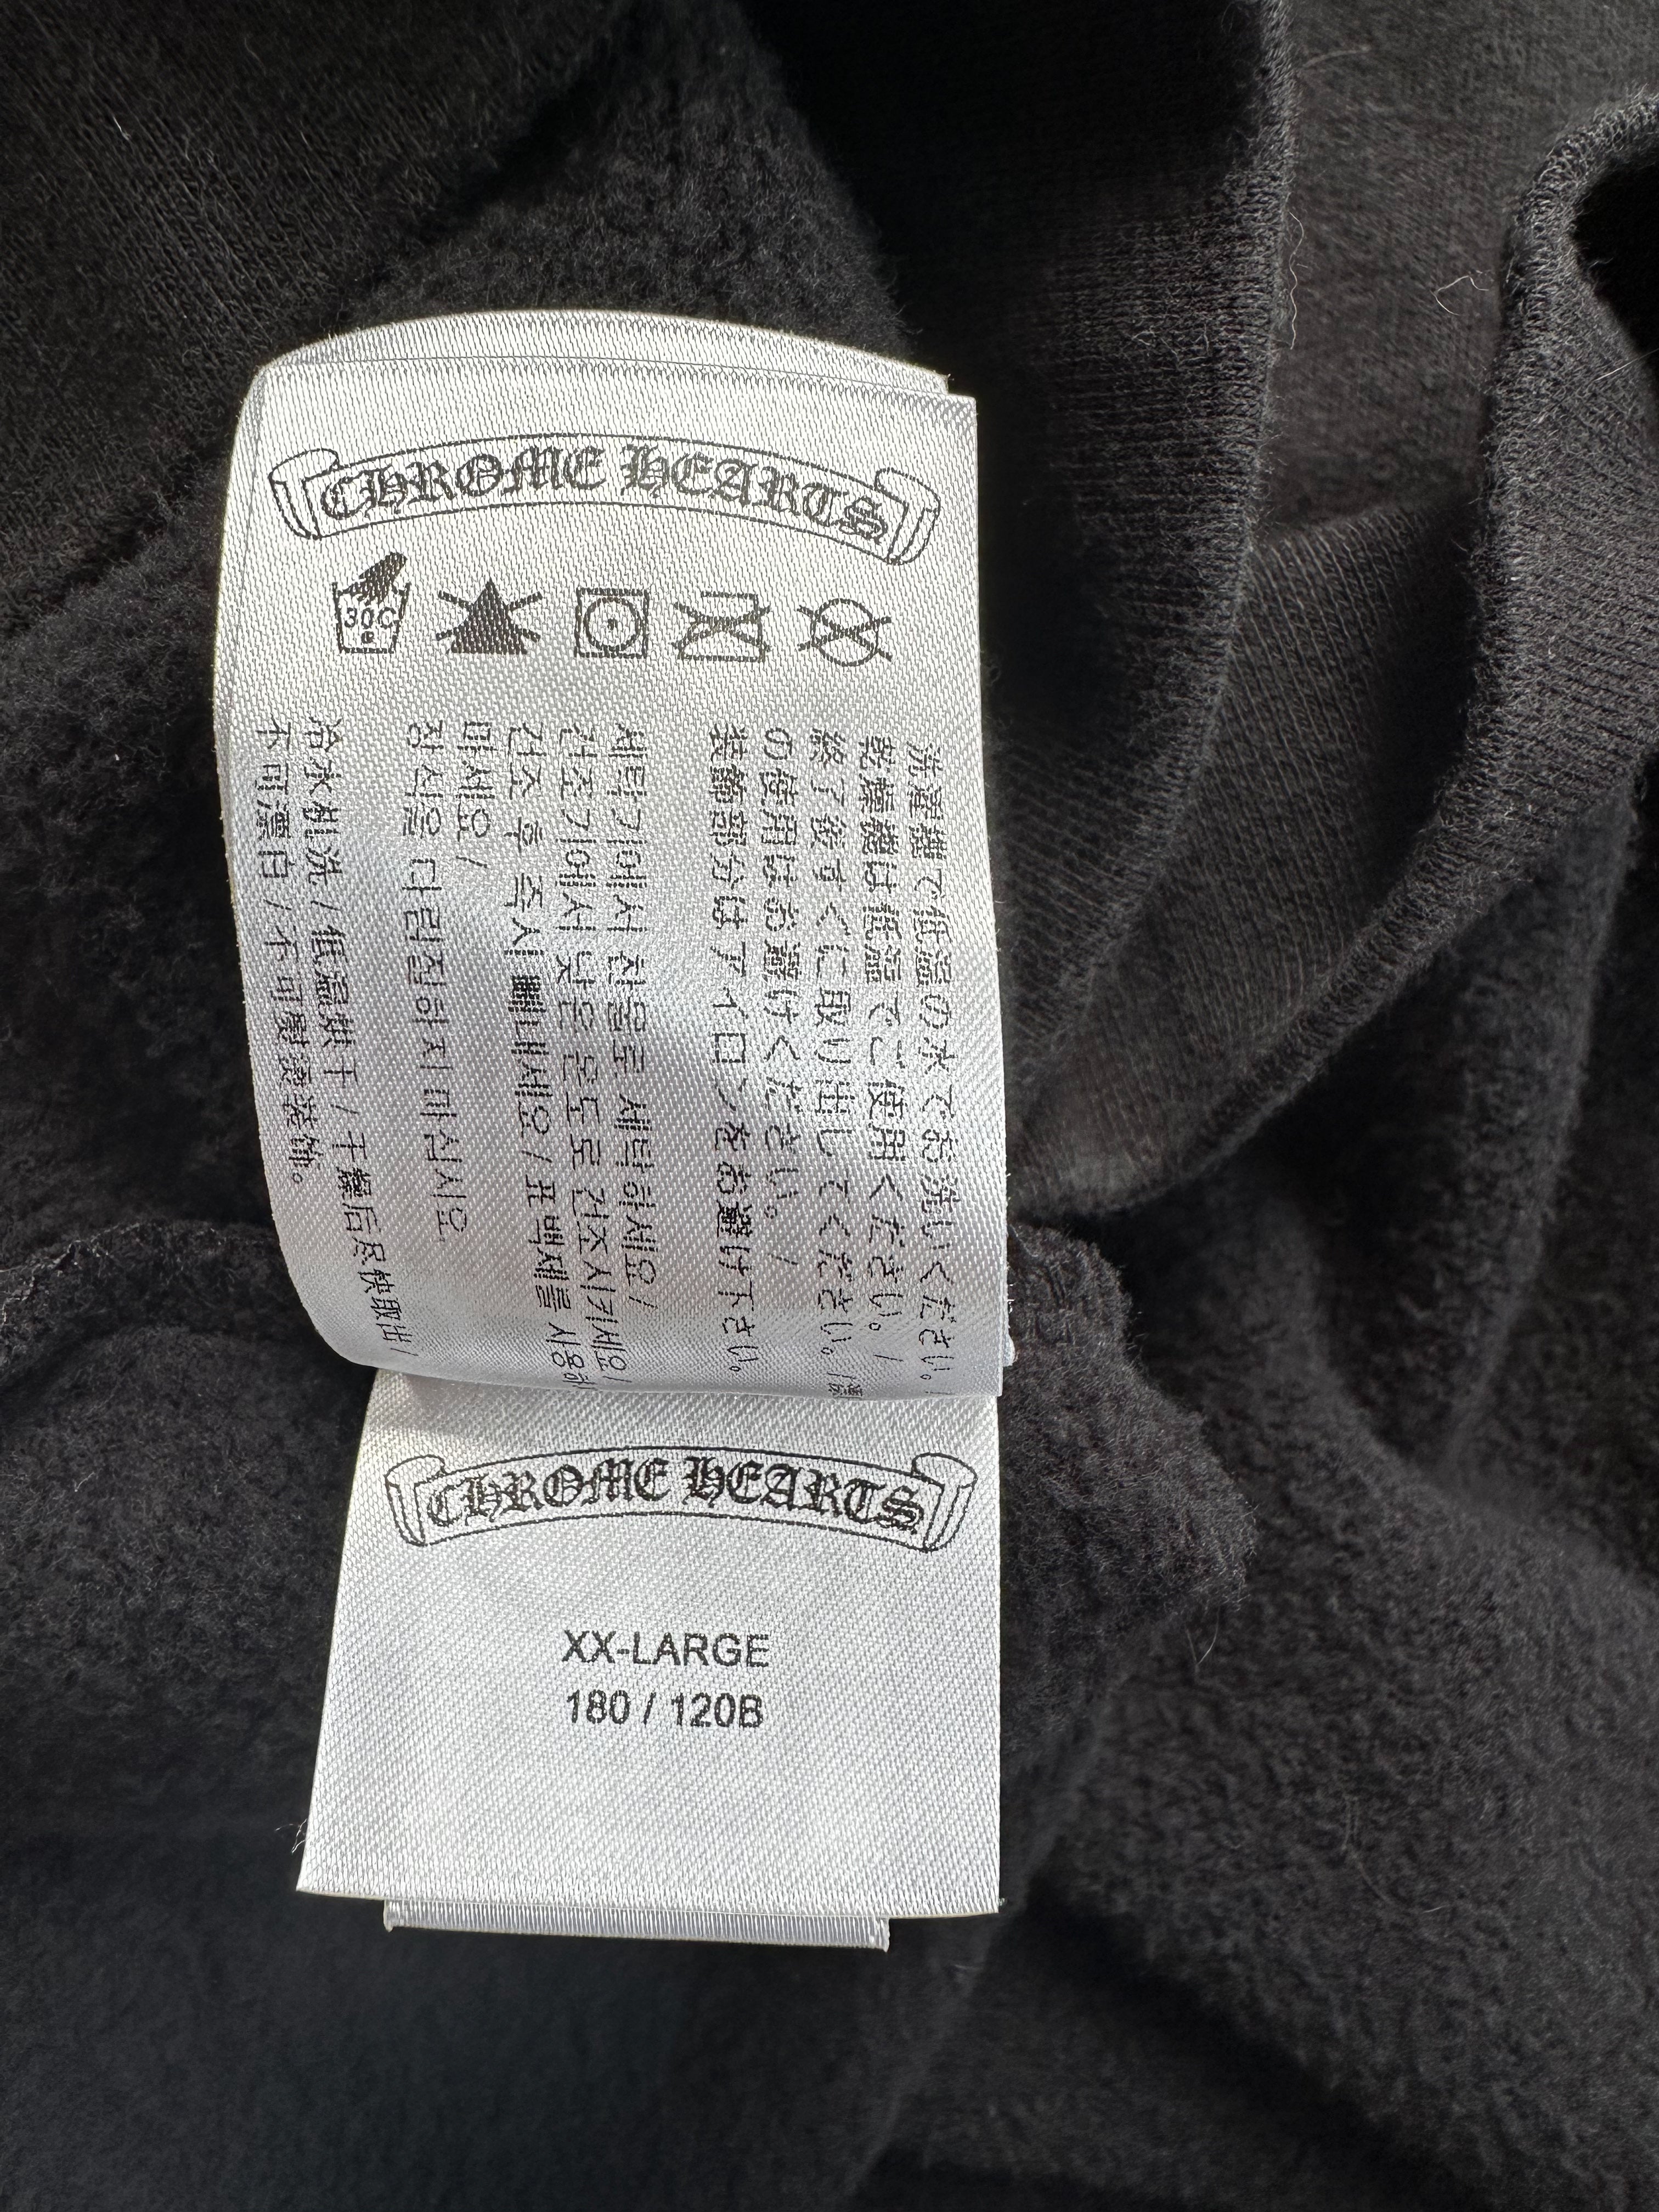 CHROME HEARTS
30C
洗濯機で低温の水でお洗いください。/
乾燥機は低温でご使用ください。/
終了後すぐに取り出してください。/漂
の使用はお避けください。/
装飾部分はアイロンをお避け下さい。
세탁기에서 찬물로 세탁하세요/
건조기에서 낮은 온도로 건조시키세요/
건조 후 즉시 빼내세요/표백제를 사용하
마세요/
장식을 다림질하지 마십시오.
冷水机洗/低温烘干/干燥后尽快取出/
不可漂白/不可熨烫装饰。
CHROME HEARTS
XX-LARGE
180 / 120B